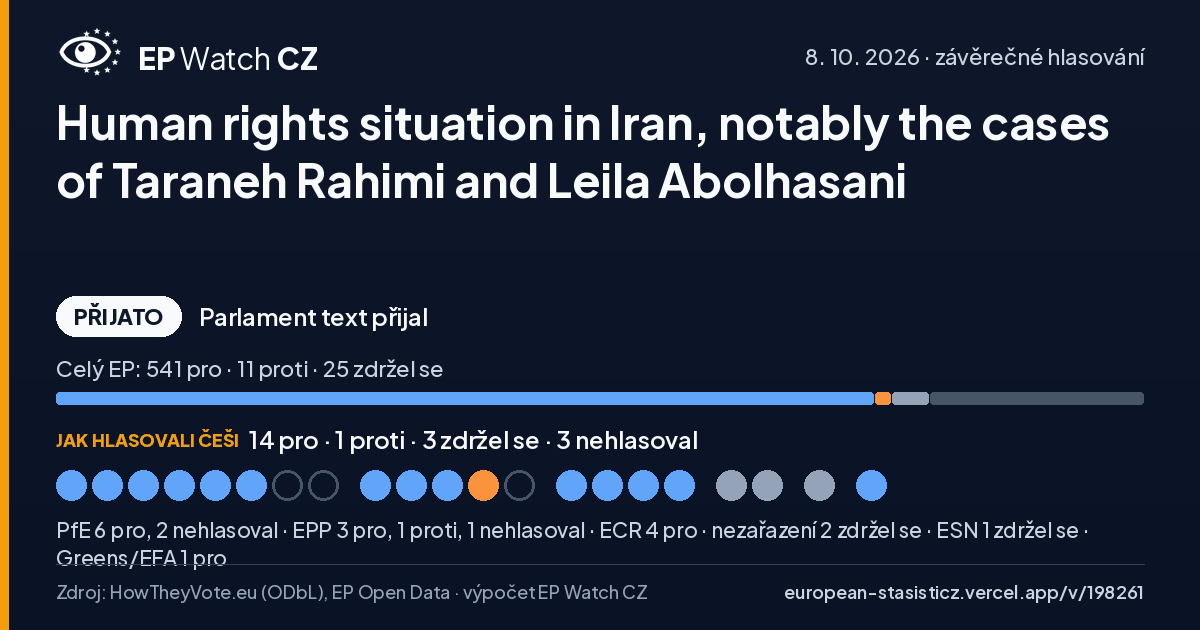 EP Watch CZ
8. 10. 2026 · závěrečné hlasování
Human rights situation in Iran, notably the cases
of Taraneh Rahimi and Leila Abolhasani
PŘIJATO Parlament text přijal
Celý EP: 541 pro · 11 proti · 25 zdržel se
JAK HLASOVALI ČEŠI 14 pro · 1 proti · 3 zdržel se · 3 nehlasoval
PfE 6 pro, 2 nehlasoval · EPP 3 pro, 1 proti, 1 nehlasoval · ECR 4 pro · nezařazení 2 zdržel se · ESN 1 zdržel se ·
Greens/EFA 1 pro
Zdroj: HowTheyVote.eu (ODbL), EP Open Data · výpočet EP Watch CZ
european-stasisticz.vercel.app/v/198261